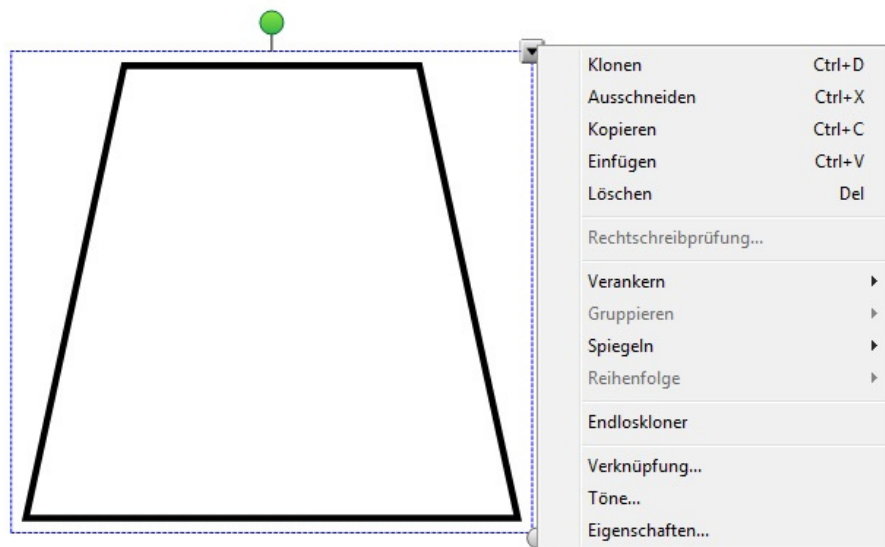 Klonen Ctrl+D
Ausschneiden Ctrl+X
Kopieren Ctrl+C
Einfügen Ctrl+V
Löschen Del
Rechtschreibprüfung...
Verankern
Gruppieren
Spiegeln
Reihenfolge
Endloskloner
Verknüpfung...
Töne...
Eigenschaften...